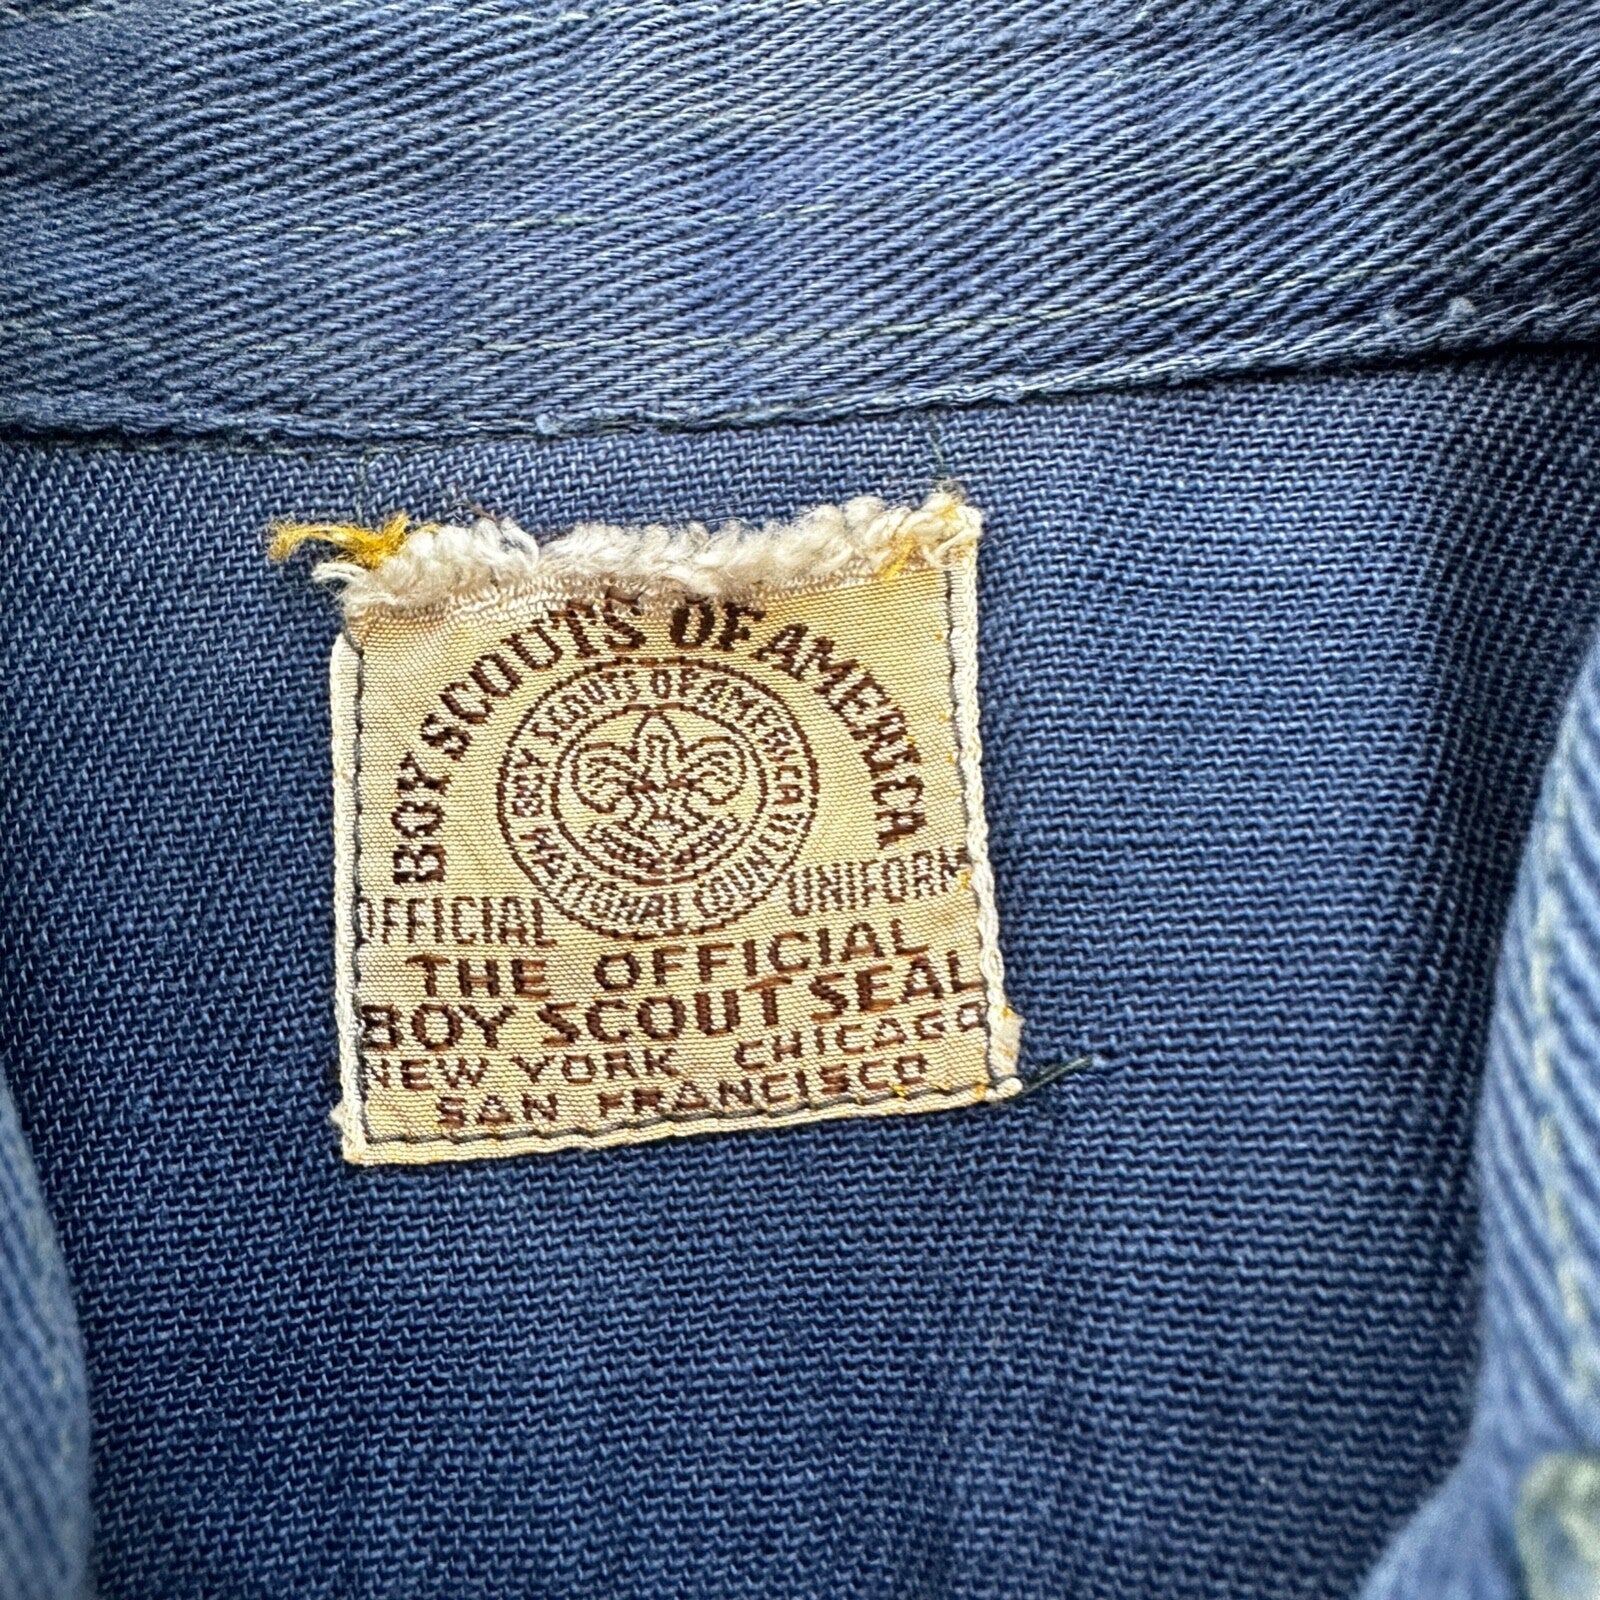 BOY SCOUTS OF AMERICA
BOY SCOUTS OF AMERICA
NATIONAL COUNCIL
OFFICIAL UNIFORM
THE OFFICIAL
BOY SCOUT SEAL
NEW YORK CHICAGO
SAN FRANCISCO